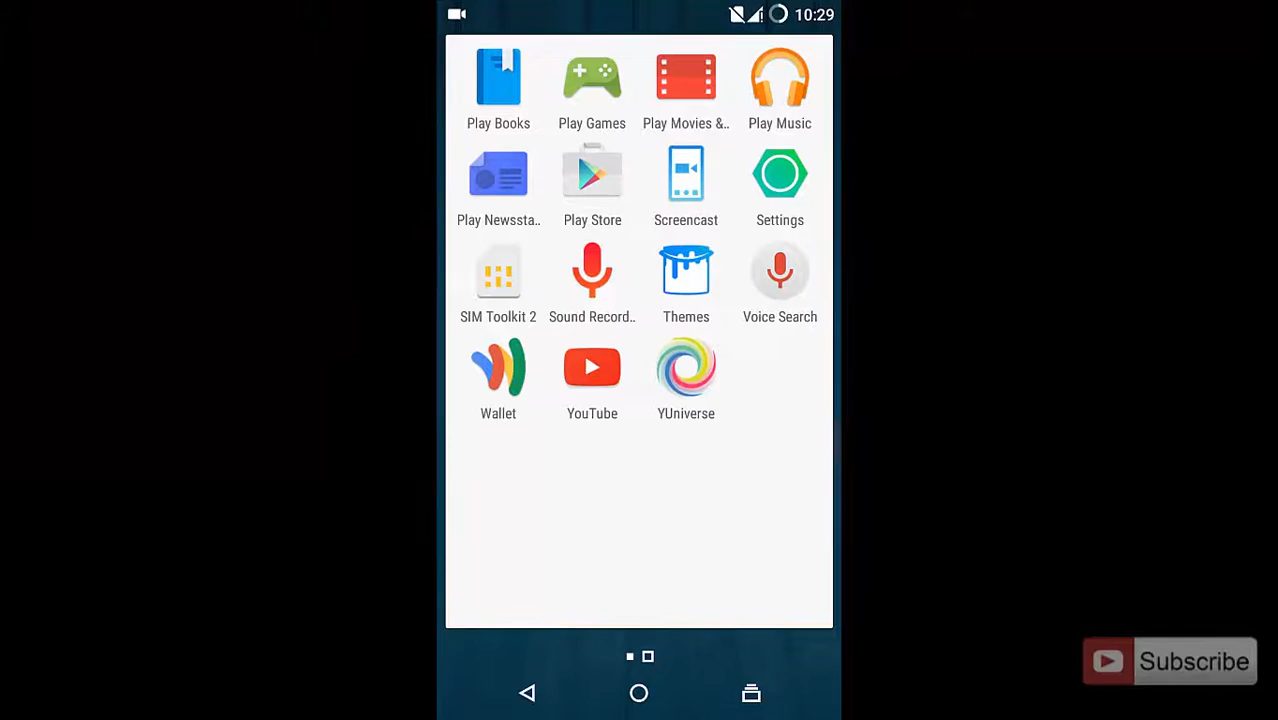 10:29
Play Books
Play Games
Play Movies &..
Play Music
Play Newssta..
Play Store
Screencast
Settings
SIM Toolkit 2
Sound Record..
Themes
Voice Search
Wallet
YouTube
YUniverse
Subscribe